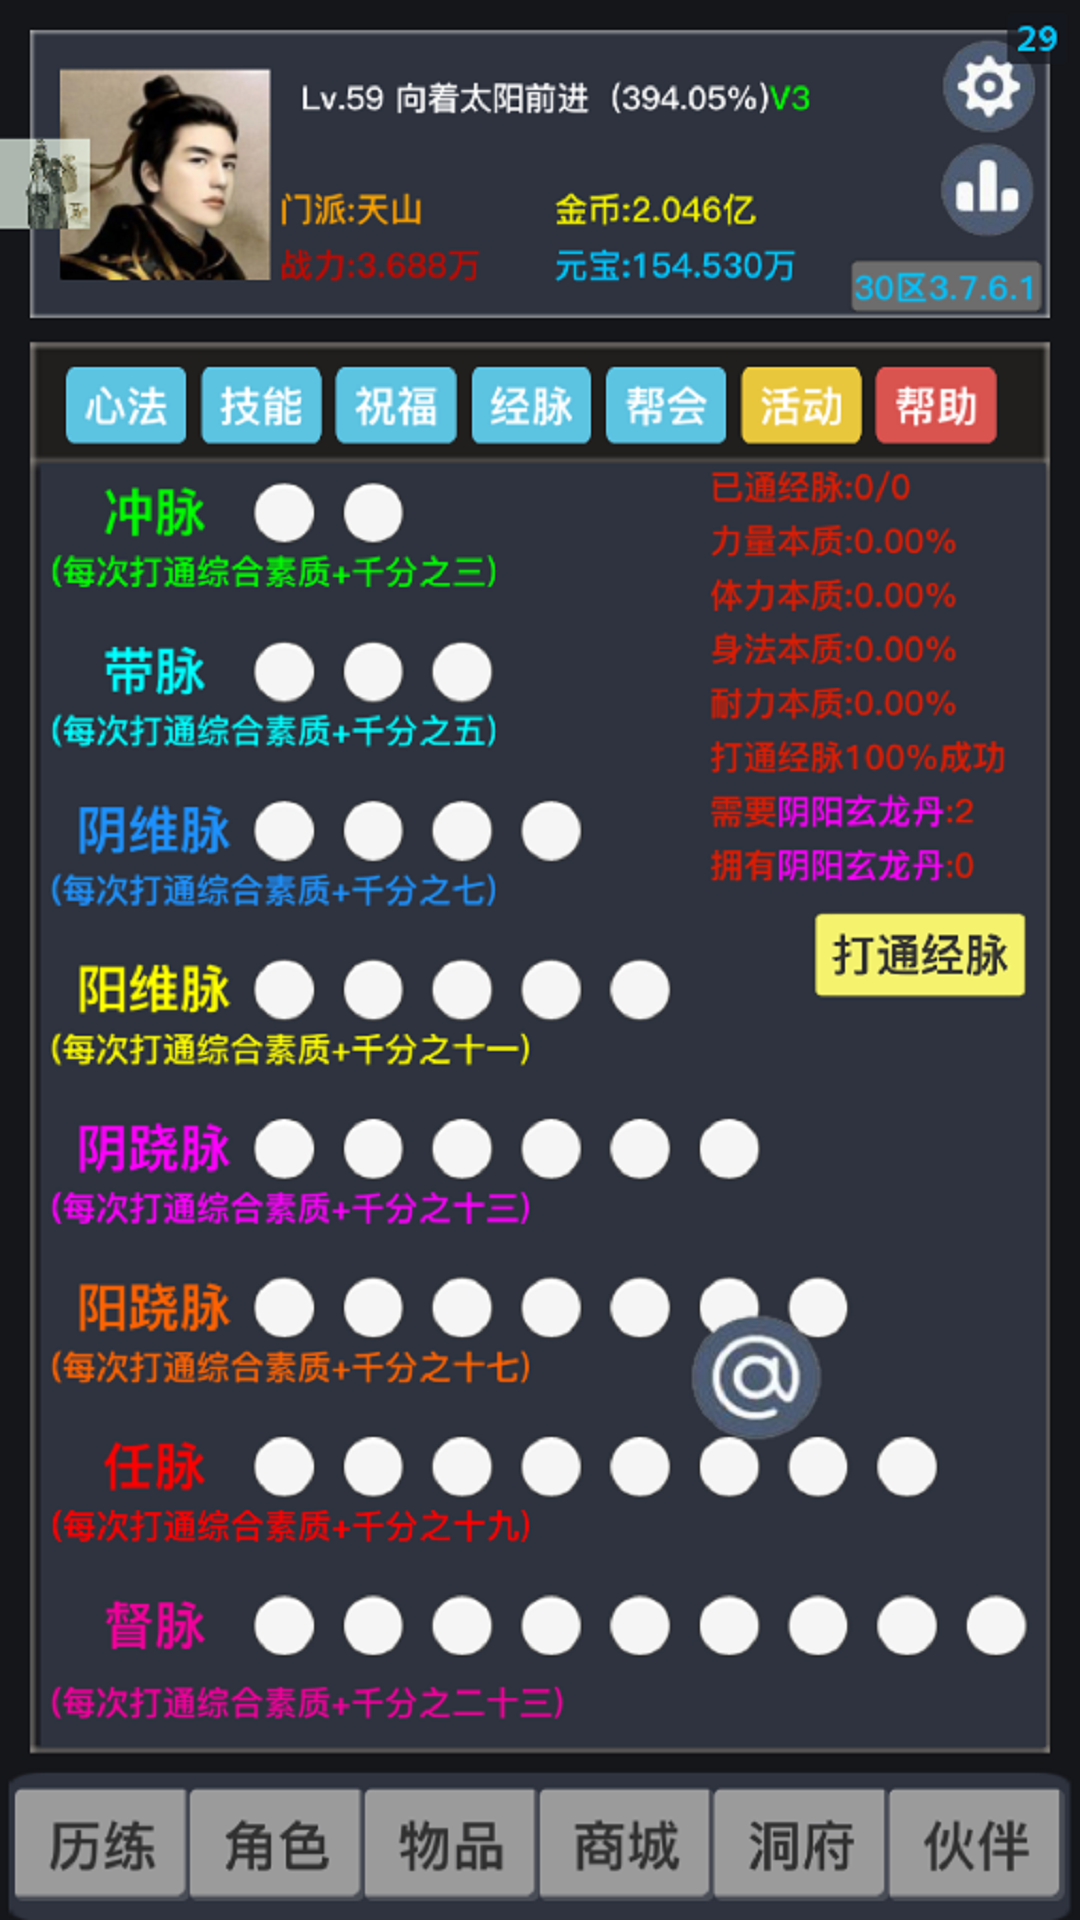 29
Lv.59 向着太阳前进 (394.05%)V3
门派:天山
金币:2.046亿
战力:3.688万
元宝:154.530万
30区3.7.6.1
心法 技能 祝福 经脉 帮会 活动 帮助
冲脉
(每次打通综合素质+千分之三)
带脉
(每次打通综合素质+千分之五)
阴维脉
(每次打通综合素质+千分之七)
阳维脉
(每次打通综合素质+千分之十一)
阴跷脉
(每次打通综合素质+千分之十三)
阳跷脉
(每次打通综合素质+千分之十七)
任脉
(每次打通综合素质+千分之十九)
督脉
(每次打通综合素质+千分之二十三)
已通经脉:0/0
力量本质:0.00%
体力本质:0.00%
身法本质:0.00%
耐力本质:0.00%
打通经脉100%成功
需要阴阳玄龙丹:2
拥有阴阳玄龙丹:0
打通经脉
@
历练 角色 物品 商城 洞府 伙伴